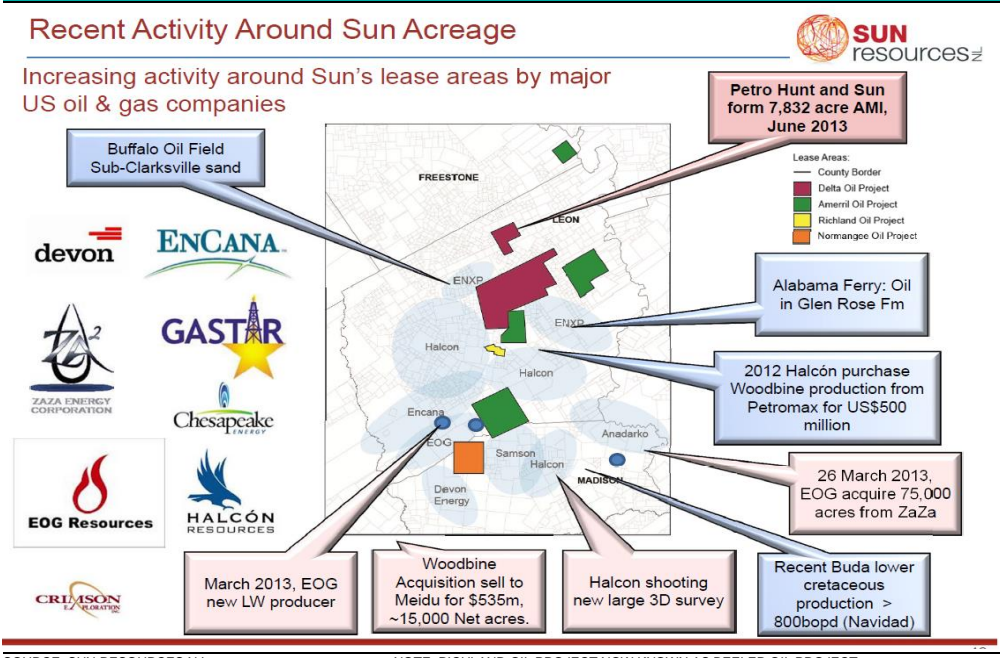 Recent Activity Around Sun Acreage
SUN
resources NL
Increasing activity around Sun's lease areas by major
US oil & gas companies
Petro Hunt and Sun
form 7,832 acre AMI,
June 2013
Buffalo Oil Field
Sub-Clarksville sand
Lease Areas:
County Border
Delta Oil Project
Amerril Oil Project
Richland Oil Project
Normangee Oil Project
FREESTONE
LEON
ENXP
ENXP
Halcon
Halcon
Encana
EOG
Samson
Halcon
Anadarko
MADISON
Devon
Energy
devon
ENCANA™
ZAZA ENERGY
CORPORATION
GASTAR
Chesapeake
ENERGY
EOG Resources
HALCÓN
RESOURCES
CRIMSON
EXPLORATION INC.
Alabama Ferry: Oil
in Glen Rose Fm
2012 Halcón purchase
Woodbine production from
Petromax for US$500
million
26 March 2013,
EOG acquire 75,000
acres from ZaZa
March 2013, EOG
new LW producer
Woodbine
Acquisition sell to
Meidu for $535m,
~15,000 Net acres.
Halcon shooting
new large 3D survey
Recent Buda lower
cretaceous
production >
800bopd (Navidad)